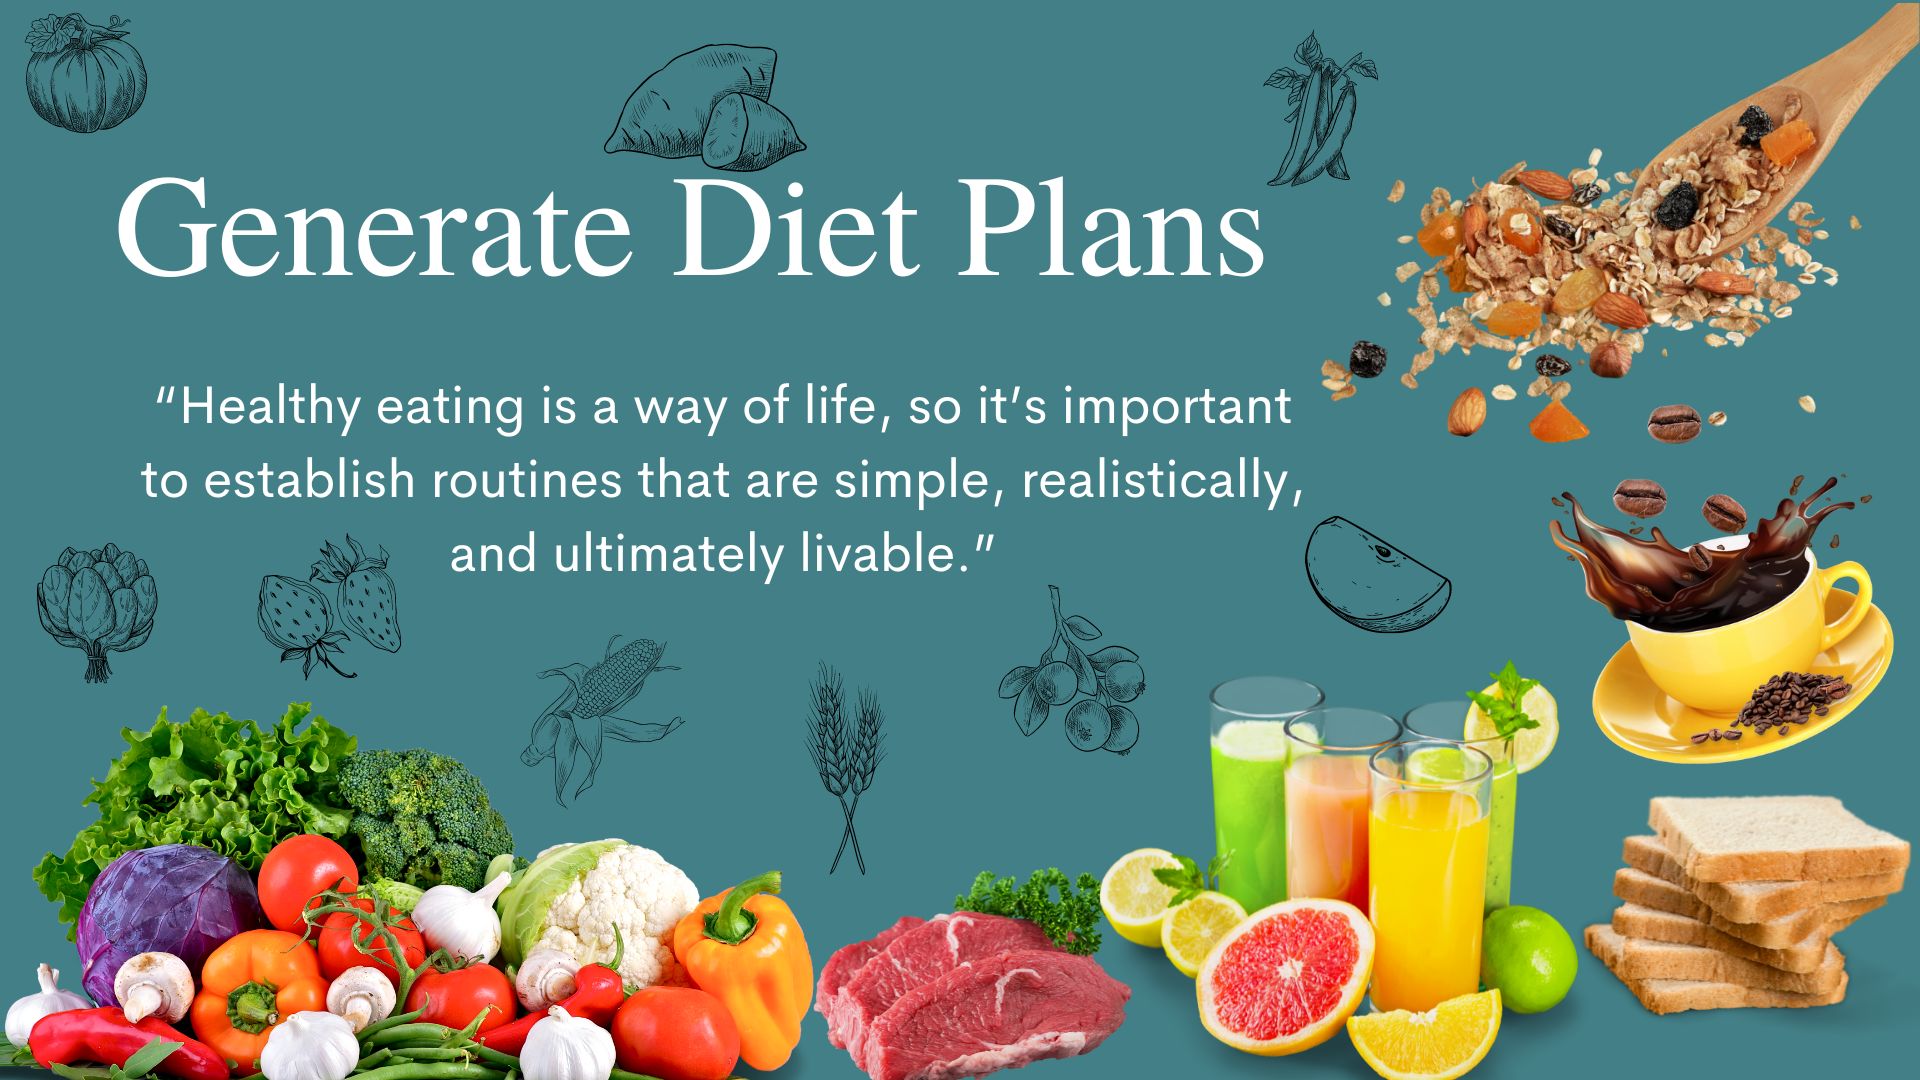 Generate Diet Plans
“Healthy eating is a way of life, so it’s important
to establish routines that are simple, realistically,
and ultimately livable.”